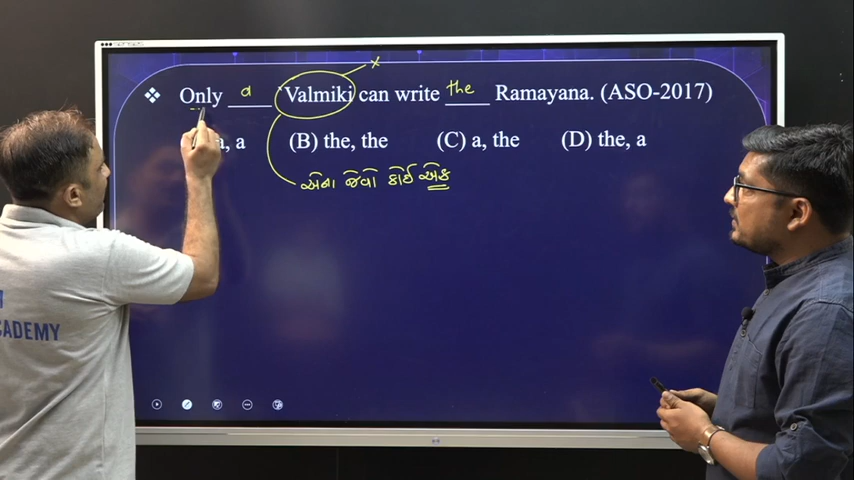 ❖ Only a Valmiki can write the Ramayana. (ASO-2017)
a, a (B) the, the (C) a, the (D) the, a
એના જેવો કોઈ એક
ACADEMY